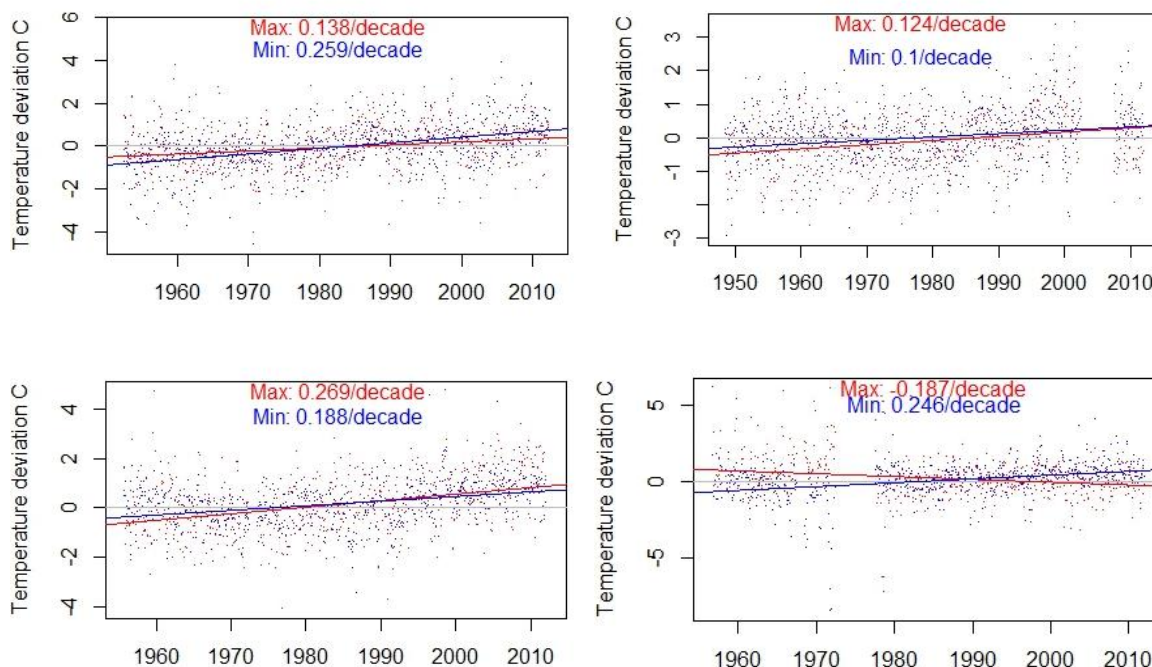 Temperature deviation C
Max: 0.138/decade
Min: 0.259/decade
6
4
2
0
-2
-4
1960 1970 1980 1990 2000 2010
Temperature deviation C
Max: 0.124/decade
Min: 0.1/decade
3
2
1
0
-1
-3
1950 1960 1970 1980 1990 2000 2010
Temperature deviation C
Max: 0.269/decade
Min: 0.188/decade
4
2
0
-2
-4
1960 1970 1980 1990 2000 2010
Temperature deviation C
Max: -0.187/decade
Min: 0.246/decade
5
0
-5
1960 1970 1980 1990 2000 2010